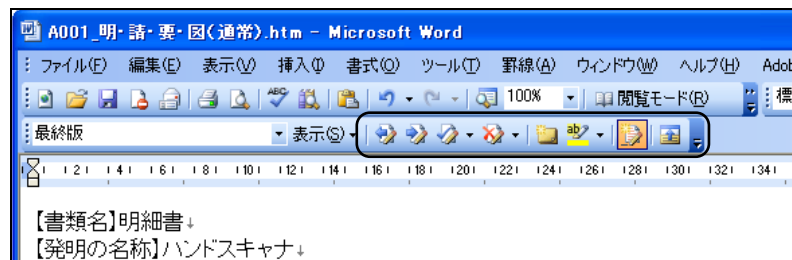 A001_明・請・要・図(通常).htm - Microsoft Word
ファイル(F) 編集(E) 表示(V) 挿入(I) 書式(O) ツール(T) 罫線(A) ウィンドウ(W) ヘルプ(H) Adob
ABC 100% 閲覧モード(R) 標
最終版 表示(S) ab
2 4 6 8 10 12 14 16 18 20 22 24 26 28 30 32 34
【書類名】明細書↓
【発明の名称】ハンドスキャナ↓